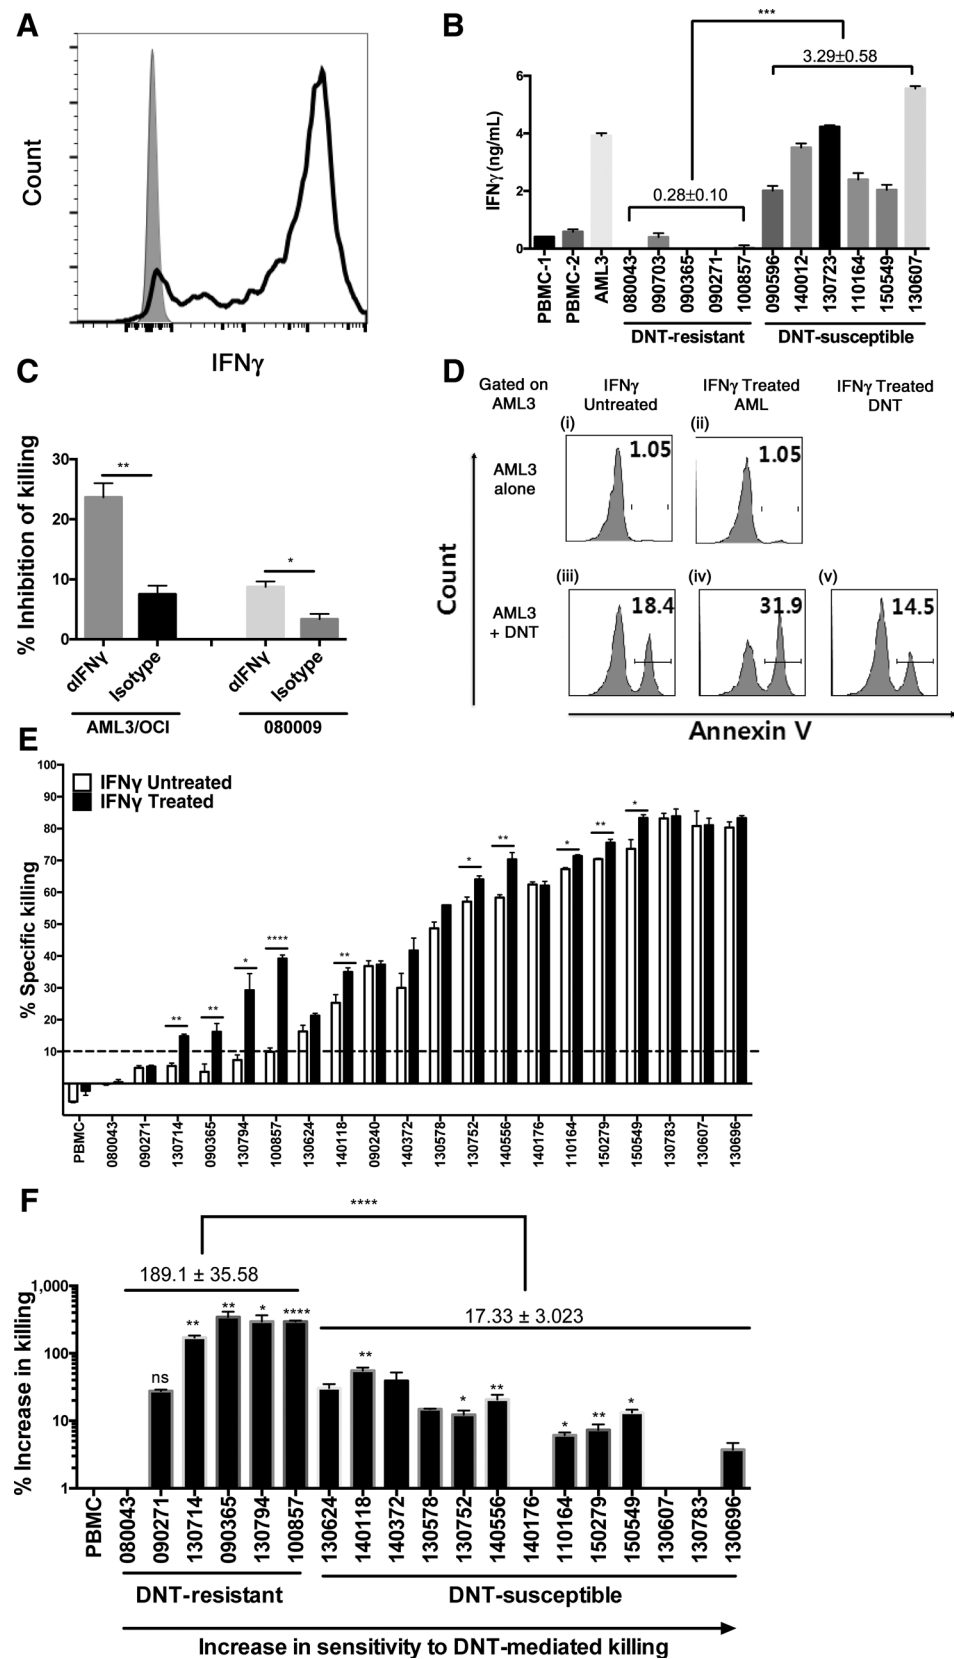 A
Count
IFNγ
B
***
3.29±0.58
0.28±0.10
IFNγ (ng/mL)
6
4
2
0
PBMC-1
PBMC-2
AML3
080043
090703
090365
090271
100857
090596
140012
130723
110164
150549
130607
DNT-resistant
DNT-susceptible
C
% Inhibition of killing
30
20
10
0
**
*
αIFNγ
Isotype
αIFNγ
Isotype
AML3/OCI
080009
D
Gated on
AML3
IFNγ
Untreated
IFNγ Treated
AML
IFNγ Treated
DNT
(i)
1.05
(ii)
1.05
AML3
alone
Count
(iii)
18.4
(iv)
31.9
(v)
14.5
AML3
+ DNT
Annexin V
E
IFNγ Untreated
IFNγ Treated
% Specific killing
100
90
80
70
60
50
40
30
20
10
**
**
*
****
**
*
**
*
**
*
PBMC
080043
090271
130714
090365
130794
100857
130624
140118
090240
140372
130578
130752
140556
140176
110164
150279
150549
130783
130607
130696
F
****
189.1 ± 35.58
17.33 ± 3.023
% Increase in killing
1,000
100
10
1
ns
**
**
*
****
**
*
**
*
**
*
PBMC
080043
090271
130714
090365
130794
100857
130624
140118
140372
130578
130752
140556
140176
110164
150279
150549
130607
130783
130696
DNT-resistant
DNT-susceptible
Increase in sensitivity to DNT-mediated killing